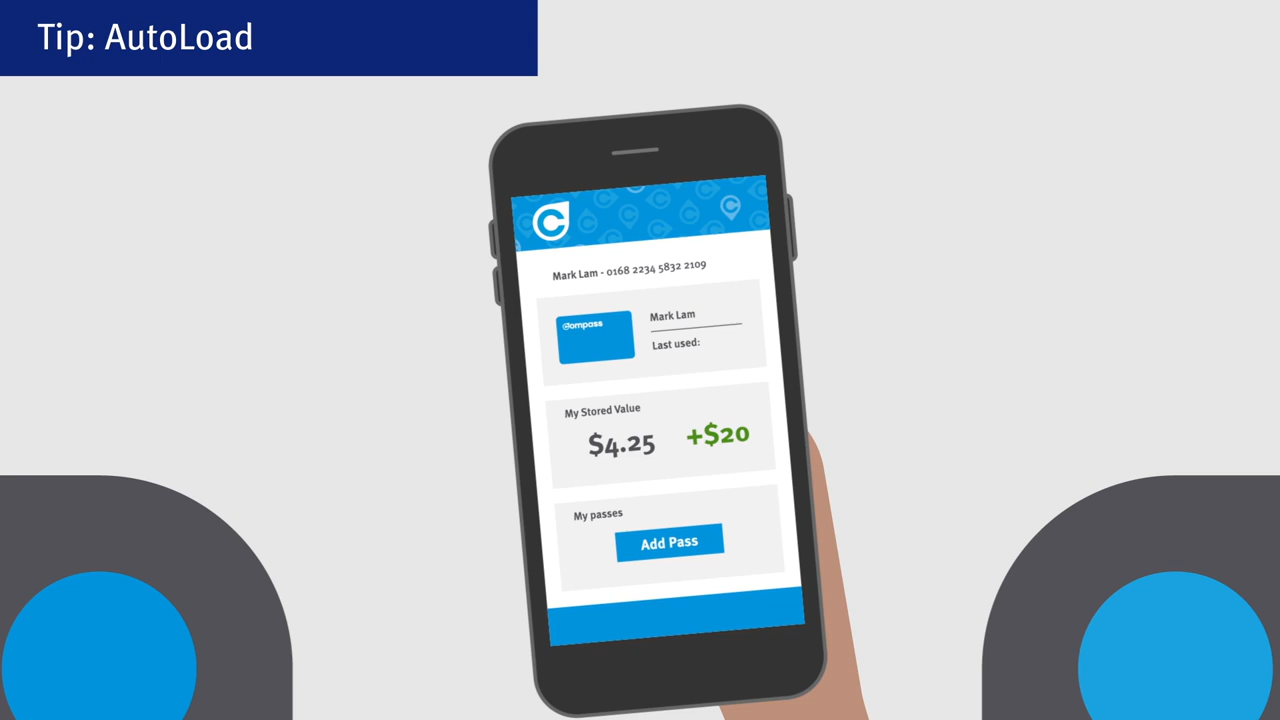 Tip: AutoLoad
Mark Lam - 0168 2234 5832 2109
Compass
Mark Lam
Last used:
My Stored Value
$4.25 +$20
My passes
Add Pass